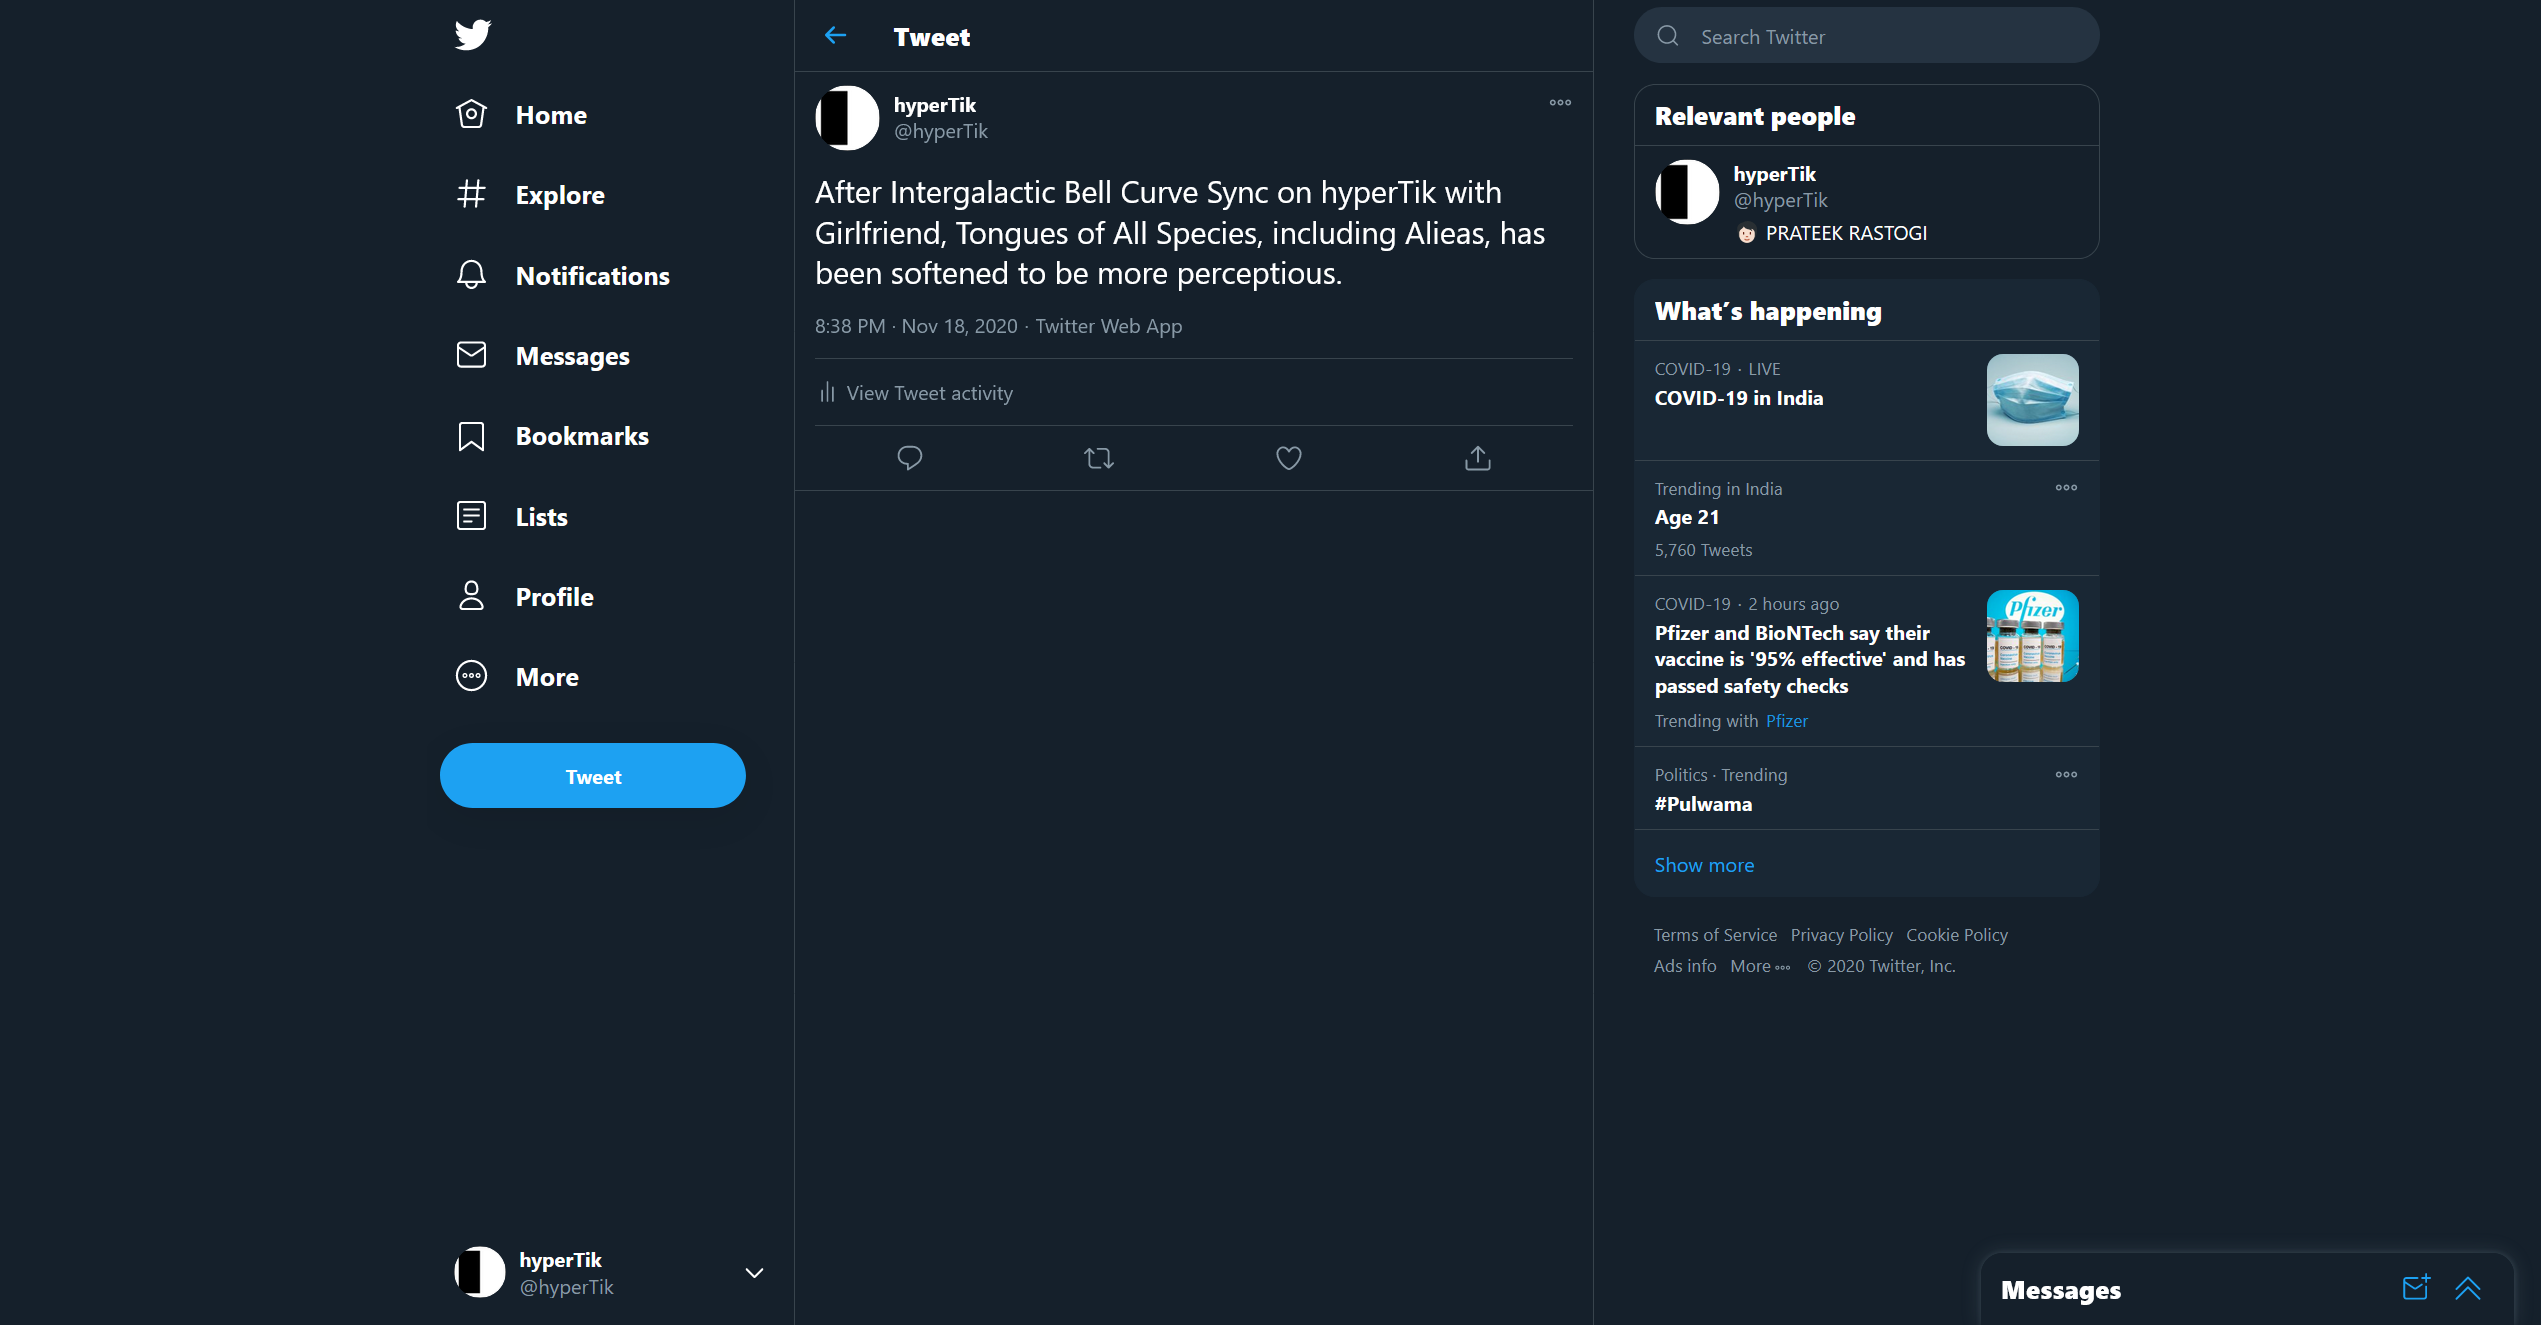 Home
Explore
Notifications
Messages
Bookmarks
Lists
Profile
More
Tweet
hyperTik
@hyperTik
Tweet
hyperTik
@hyperTik
After Intergalactic Bell Curve Sync on hyperTik with
Girlfriend, Tongues of All Species, including Alieas, has
been softened to be more perceptious.
8:38 PM · Nov 18, 2020 · Twitter Web App
View Tweet activity
Search Twitter
Relevant people
hyperTik
@hyperTik
PRATEEK RASTOGI
What's happening
COVID-19 · LIVE
COVID-19 in India
Trending in India
Age 21
5,760 Tweets
COVID-19 · 2 hours ago
Pfizer and BioNTech say their
vaccine is '95% effective' and has
passed safety checks
Trending with Pfizer
Pfizer
Politics · Trending
#Pulwama
Show more
Terms of Service Privacy Policy Cookie Policy
Ads info More © 2020 Twitter, Inc.
Messages